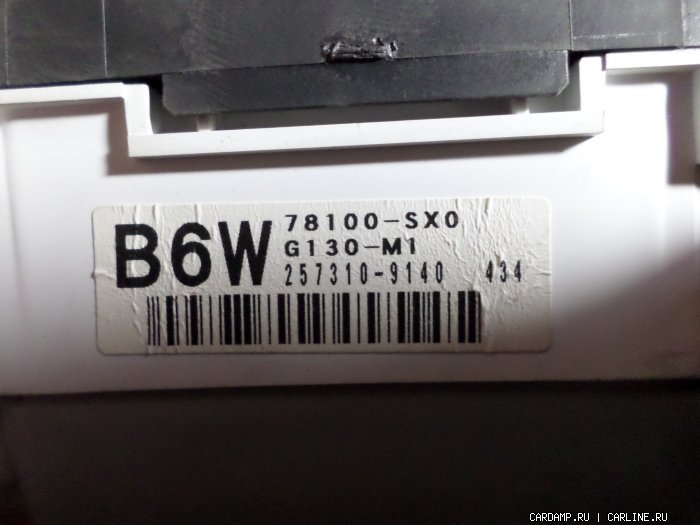 B6W 78100-SX0
G130-M1
257310-9140 434
CARDAMP.RU | CARLINE.RU